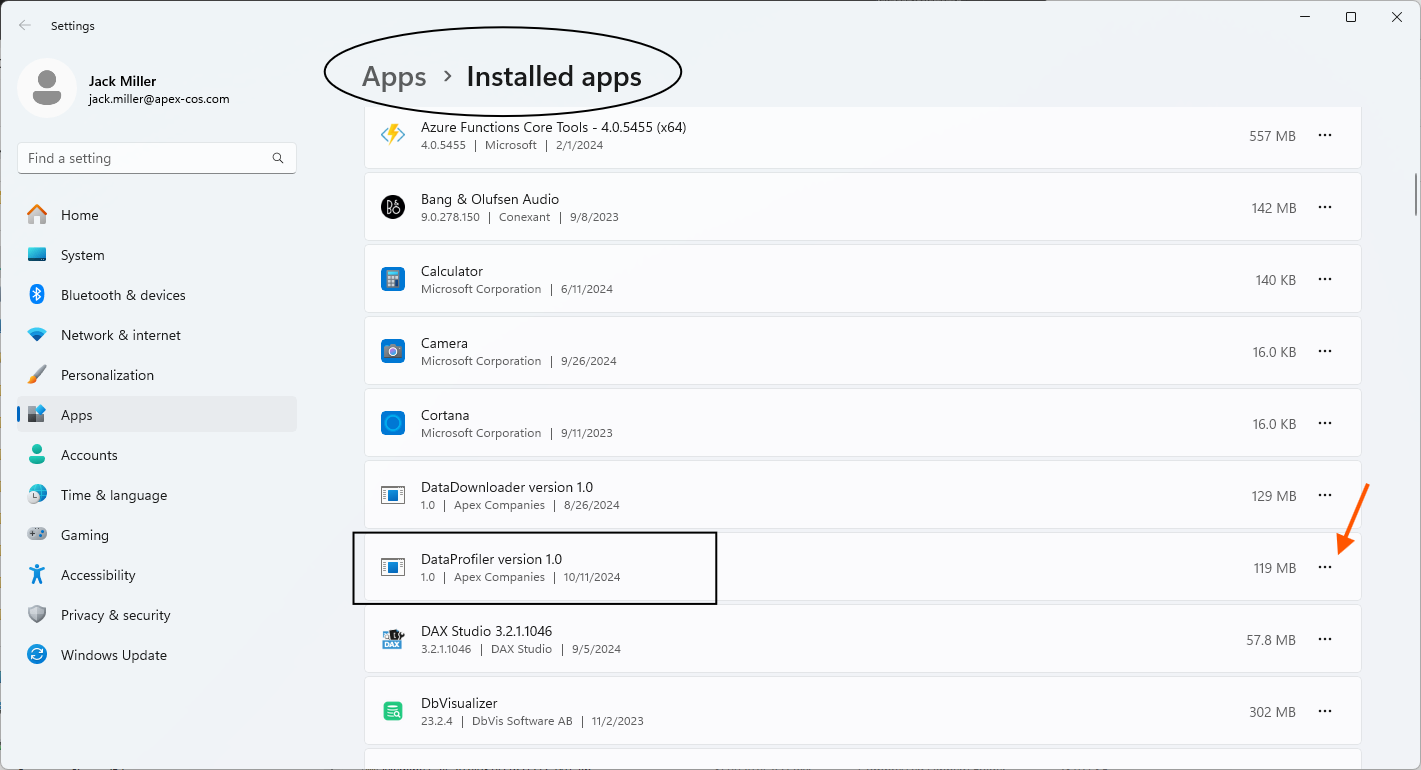 Settings
Jack Miller
jack.miller@apex-cos.com
Find a setting
Home
System
Bluetooth & devices
Network & internet
Personalization
Apps
Accounts
Time & language
Gaming
Accessibility
Privacy & security
Windows Update
Apps > Installed apps
Azure Functions Core Tools - 4.0.5455 (x64)
4.0.5455 | Microsoft | 2/1/2024
557 MB
Bang & Olufsen Audio
9.0.278.150 | Conexant | 9/8/2023
142 MB
Calculator
Microsoft Corporation | 6/11/2024
140 KB
Camera
Microsoft Corporation | 9/26/2024
16.0 KB
Cortana
Microsoft Corporation | 9/11/2023
16.0 KB
DataDownloader version 1.0
1.0 | Apex Companies | 8/26/2024
129 MB
DataProfiler version 1.0
1.0 | Apex Companies | 10/11/2024
119 MB
DAX
DAX Studio 3.2.1.1046
3.2.1.1046 | DAX Studio | 9/5/2024
57.8 MB
DbVisualizer
23.2.4 | DbVis Software AB | 11/2/2023
302 MB